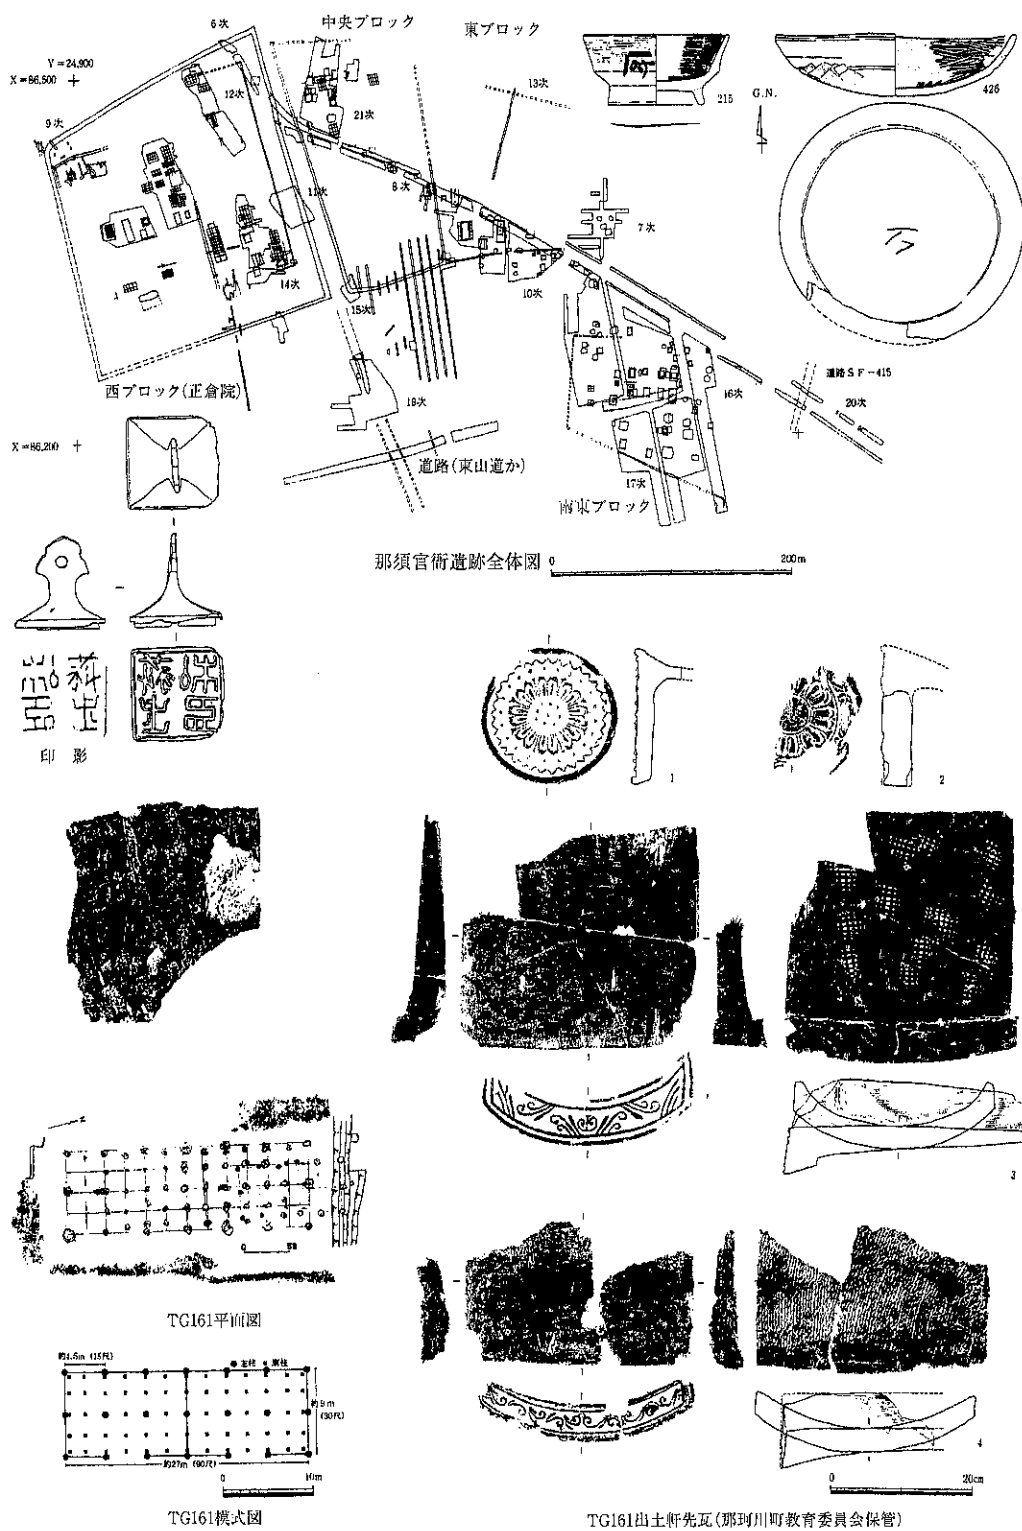 6次
中央ブロック
東ブロック
Y=24,900
X=86,500
13次
215
G.N.
426
12次
21次
9次
11次
8次
7次
14次
15次
10次
16次
道路SF-415
20次
西ブロック(正倉院)
19次
X=86,200
道路(東山道か)
17次
南東ブロック
那須官衙遺跡全体図
0
200m
印影
1
2
3
TG161平面図
約4.5m(15尺)
約9m
(30尺)
約27m(90尺)
0
10m
4
0
20cm
TG161模式図
TG161出土軒先瓦(那珂川町教育委員会保管)